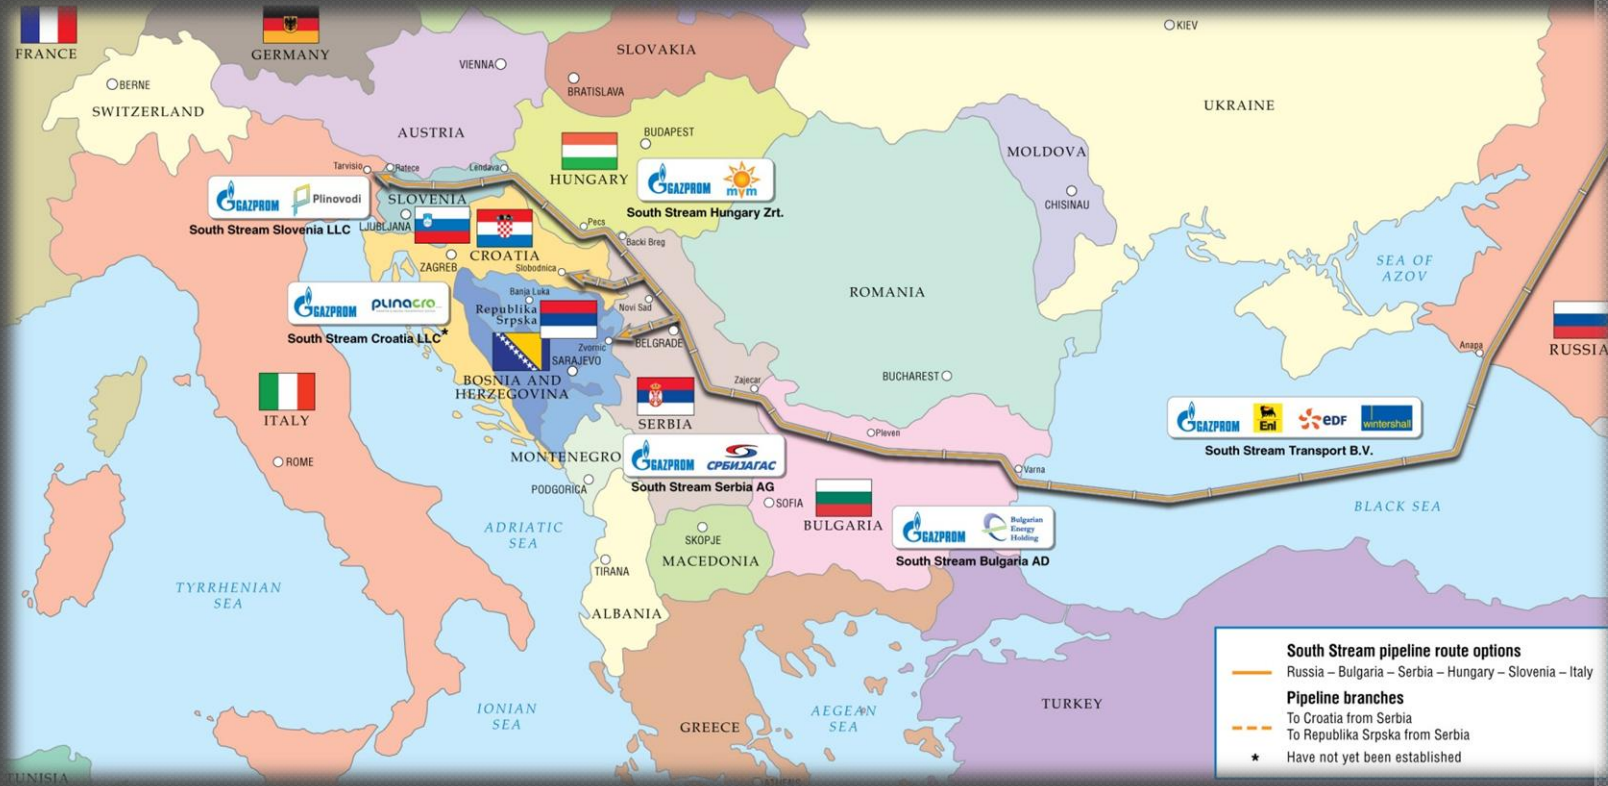 FRANCE
GERMANY
SLOVAKIA
KIEV
VIENNA
BERNE
BRATISLAVA
SWITZERLAND
UKRAINE
AUSTRIA
BUDAPEST
MOLDOVA
Tarvisio
Ratece
Lendava
HUNGARY
GAZPROM
mvm
South Stream Hungary Zrt.
CHISINAU
GAZPROM
Plinovodi
South Stream Slovenia LLC
SLOVENIA
LJUBLJANA
Pecs
Backi Breg
CROATIA
ZAGREB
Slobodnica
SEA OF
AZOV
ROMANIA
Banja Luka
Republika
Srpska
Novi Sad
GAZPROM
plinacro
South Stream Croatia LLC*
Zvornic
BELGRADE
SARAJEVO
Anapa
RUSSIA
BOSNIA AND
HERZEGOVINA
Zajecar
BUCHAREST
ITALY
SERBIA
Pleven
GAZPROM
Eni
eDF
wintershall
South Stream Transport B.V.
ROME
MONTENEGRO
GAZPROM
СРБИЈАГАС
South Stream Serbia AG
Varna
PODGORICA
SOFIA
BULGARIA
BLACK SEA
ADRIATIC
SEA
SKOPJE
MACEDONIA
GAZPROM
Bulgarian
Energy
Holding
South Stream Bulgaria AD
TIRANA
TYRRHENIAN
SEA
ALBANIA
IONIAN
SEA
GREECE
AEGEAN
SEA
TURKEY
TUNISIA
ATHENS
South Stream pipeline route options
Russia – Bulgaria – Serbia – Hungary – Slovenia – Italy
Pipeline branches
To Croatia from Serbia
To Republika Srpska from Serbia
* Have not yet been established